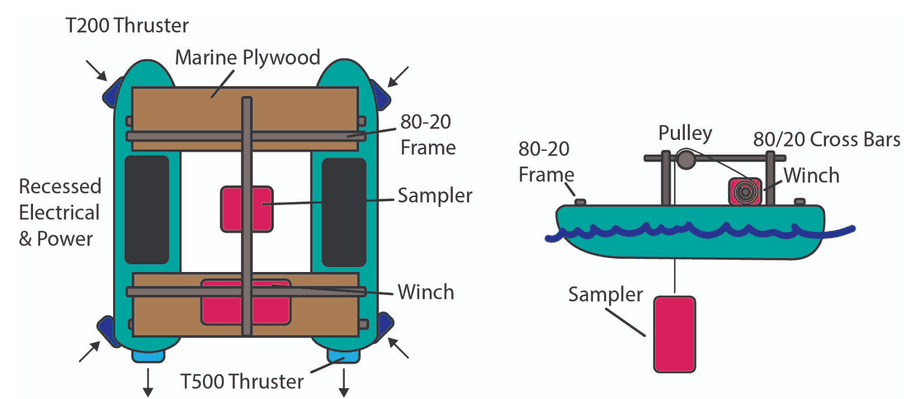 T200 Thruster
Marine Plywood
80-20
Frame
Recessed
Electrical
& Power
Sampler
Winch
T500 Thruster
Pulley
80/20 Cross Bars
80-20
Frame
Winch
Sampler